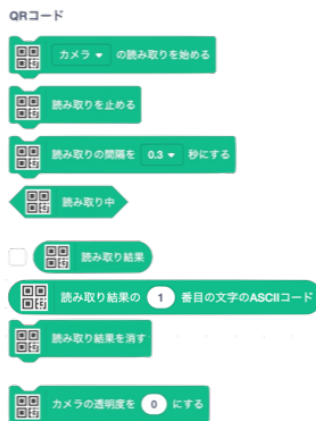 QRコード
カメラ の読み取りを始める
読み取りを止める
読み取りの間隔を 0.3 秒にする
読み取り中
読み取り結果
読み取り結果の 1 番目の文字のASCIIコード
読み取り結果を消す
カメラの透明度を 0 にする